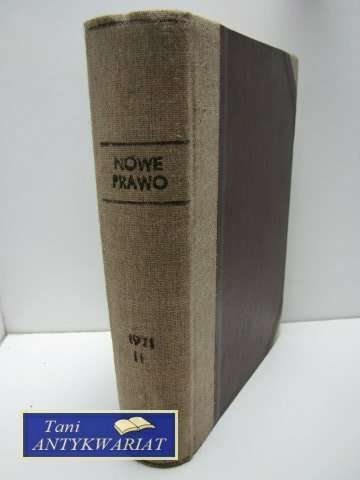 NOWE
PRAWO
1971
II
Tani
ANTYKWARIAT